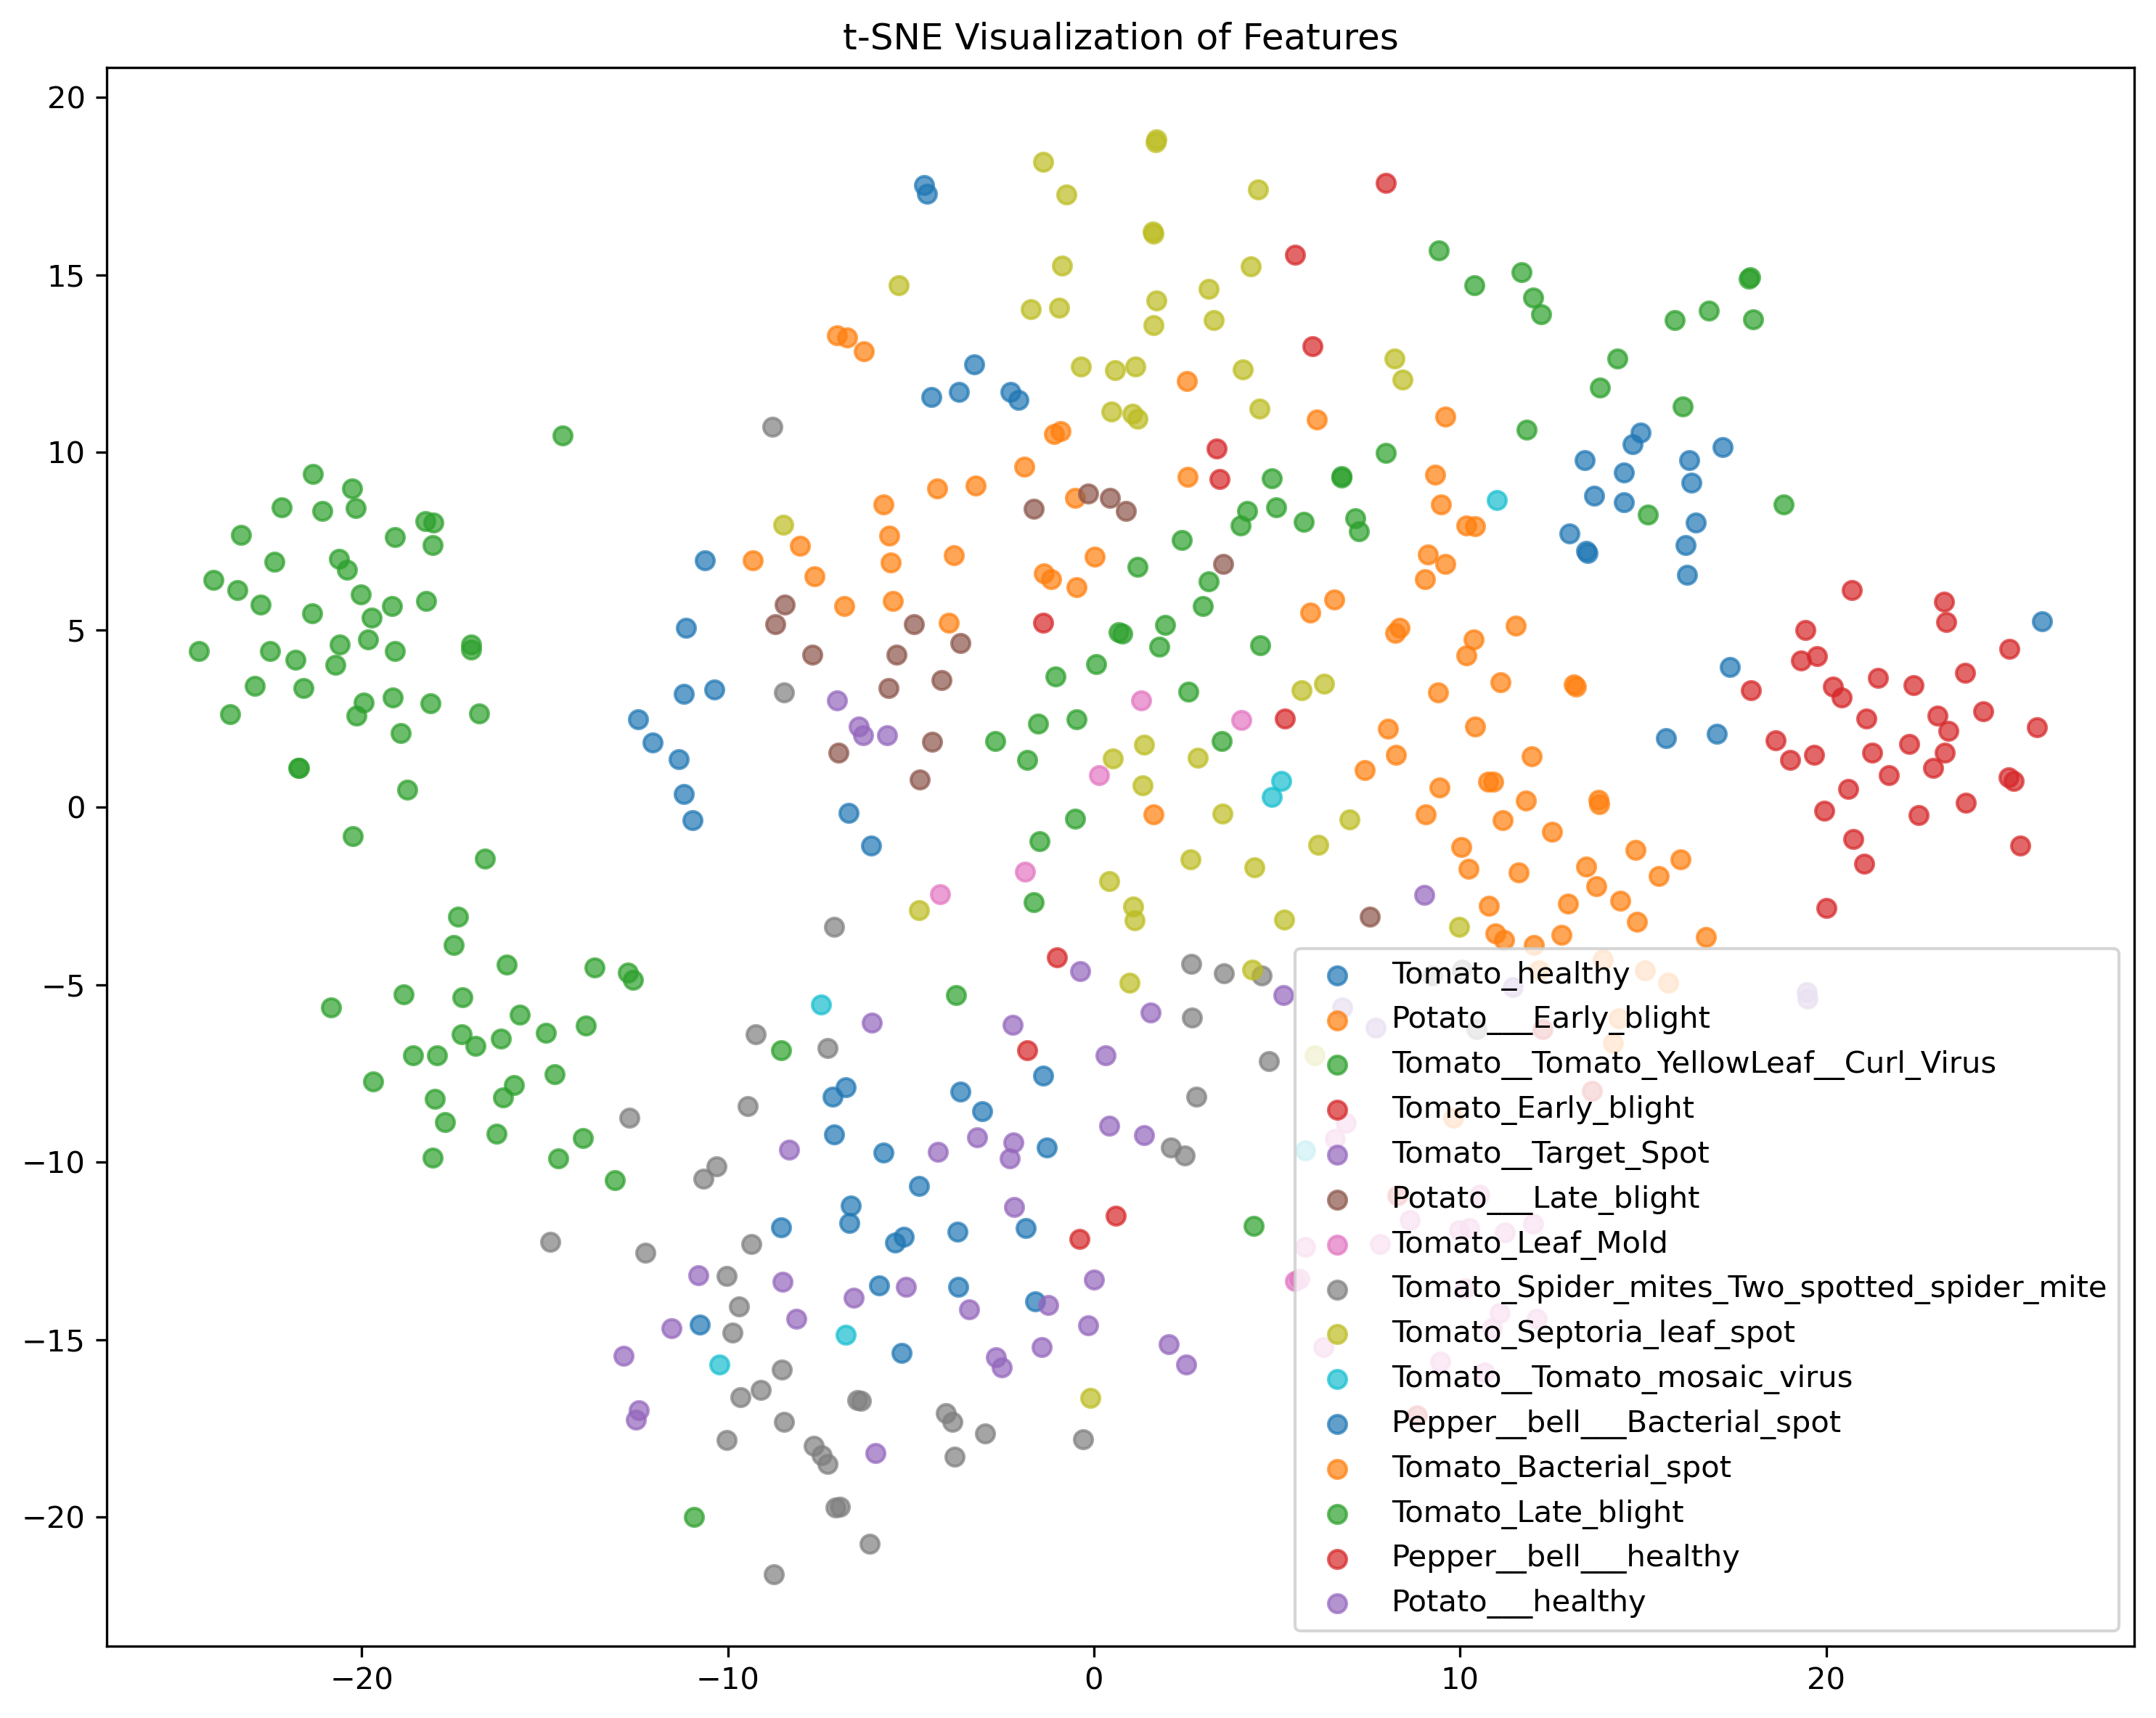 t-SNE Visualization of Features
20
15
10
5
0
−5
−10
−15
−20
−20
−10
0
10
20
Tomato_healthy
Potato___Early_blight
Tomato__Tomato_YellowLeaf__Curl_Virus
Tomato_Early_blight
Tomato__Target_Spot
Potato___Late_blight
Tomato_Leaf_Mold
Tomato_Spider_mites_Two_spotted_spider_mite
Tomato_Septoria_leaf_spot
Tomato__Tomato_mosaic_virus
Pepper__bell___Bacterial_spot
Tomato_Bacterial_spot
Tomato_Late_blight
Pepper__bell___healthy
Potato___healthy